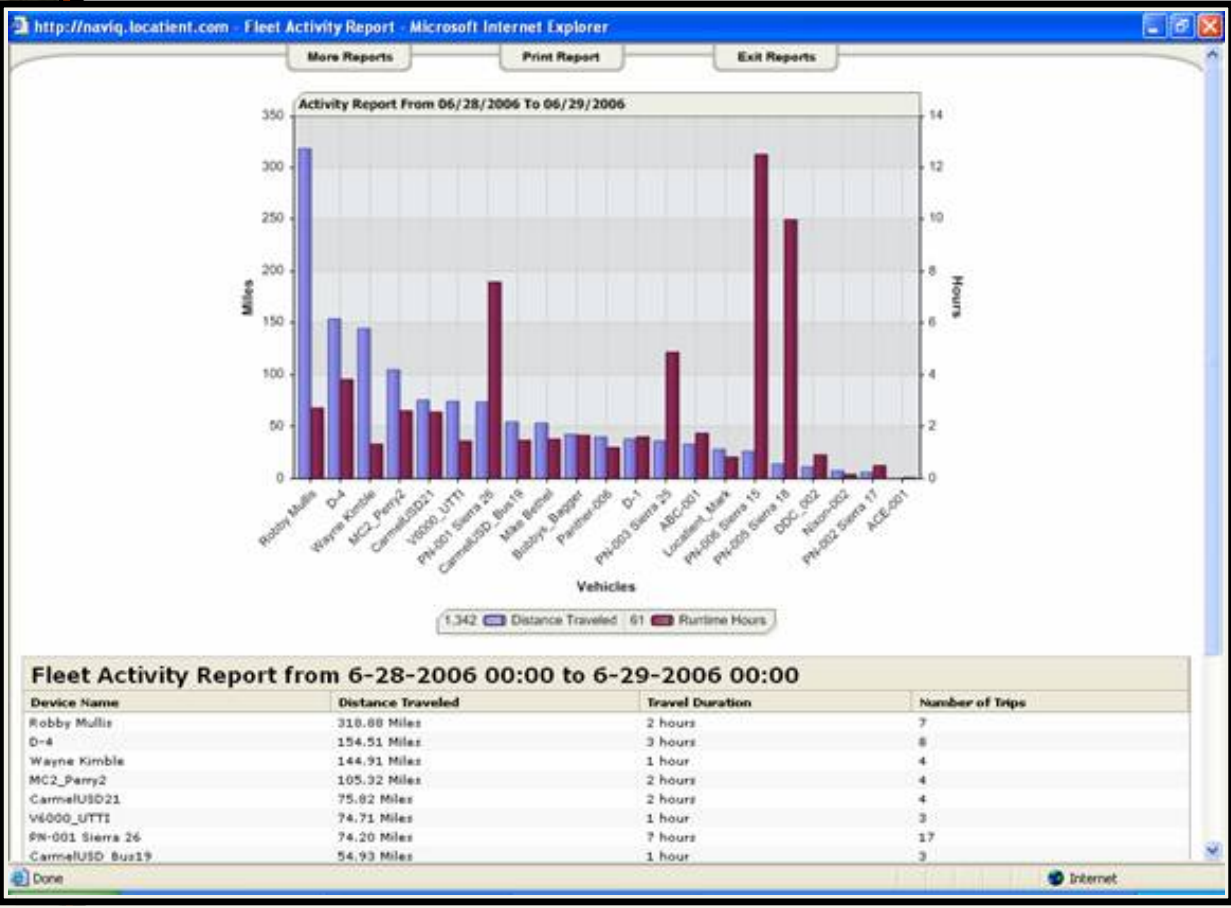 http://naviq.locatient.com - Fleet Activity Report - Microsoft Internet Explorer
More Reports Print Report Exit Reports
Activity Report From 06/28/2006 To 06/29/2006
350 14
300 12
250 10
200 8
150 6
100 4
50 2
0 0
Miles
Hours
Robby Mullis D-4 Wayne Kimble MC2_Perry2 CarmelUSD21 V6000_UTTI PN-001 Sierra 26 CarmelUSD_Bus19 Mike Bethel Bobbys_Bagger Panther-006 D-1 PN-003 Sierra 25 ABC-001 Locatient_Mark PN-006 Sierra 15 PN-005 Sierra 18 DDC_002 Nixon-002 PN-002 Sierra 17 ACE-001
Vehicles
1,342 Distance Traveled 61 Runtime Hours
Fleet Activity Report from 6-28-2006 00:00 to 6-29-2006 00:00
Device Name Distance Traveled Travel Duration Number of Trips
Robby Mullis 318.88 Miles 2 hours 7
D-4 154.51 Miles 3 hours 8
Wayne Kimble 144.91 Miles 1 hour 4
MC2_Perry2 105.32 Miles 2 hours 4
CarmelUSD21 75.82 Miles 2 hours 4
V6000_UTTI 74.71 Miles 1 hour 3
PN-001 Sierra 26 74.20 Miles 7 hours 17
CarmelUSD_Bus19 54.93 Miles 1 hour 3
Done Internet